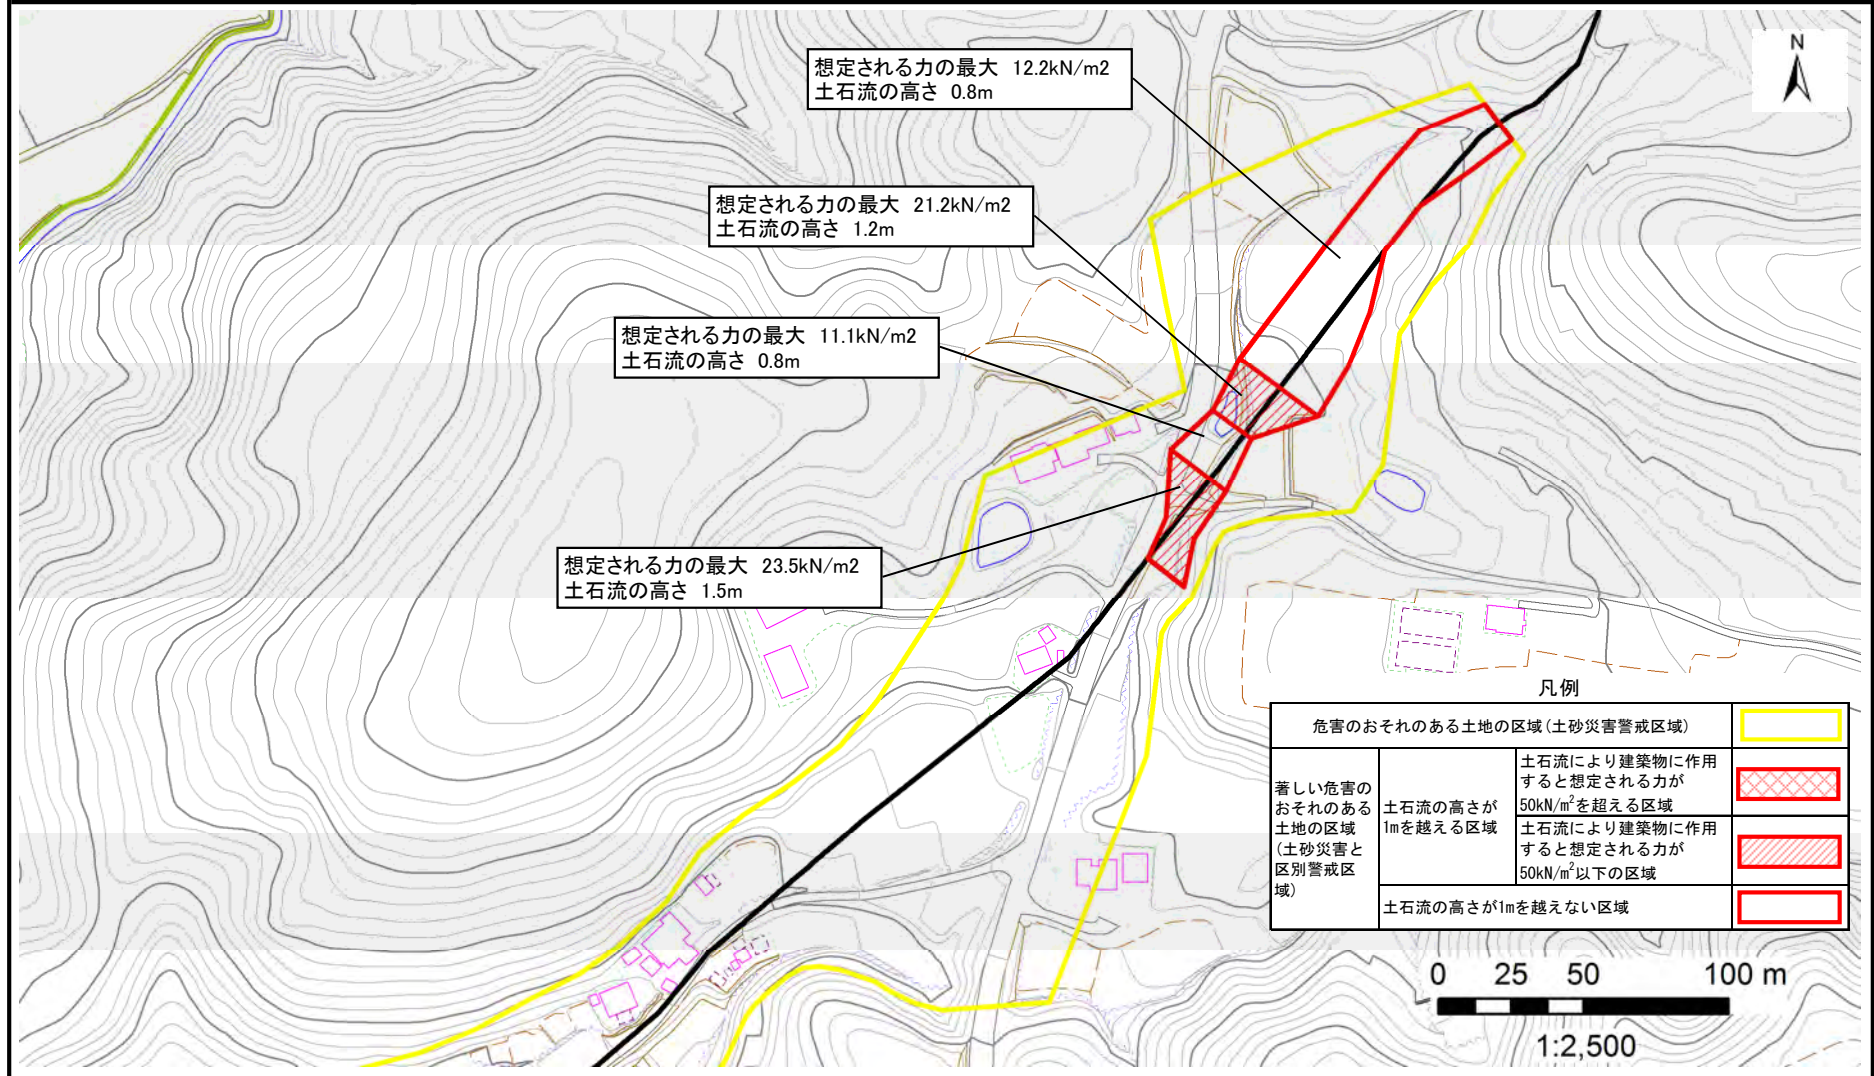 想定される力の最大 12.2kN/m2
土石流の高さ 0.8m
N
想定される力の最大 21.2kN/m2
土石流の高さ 1.2m
想定される力の最大 11.1kN/m2
土石流の高さ 0.8m
想定される力の最大 23.5kN/m2
土石流の高さ 1.5m
凡例
危害のおそれのある土地の区域(土砂災害警戒区域)
著しい危害の
おそれのある
土地の区域
(土砂災害と
区別警戒区
域)
土石流の高さが
1mを越える区域
土石流により建築物に作用
すると想定される力が
50kN/m²を超える区域
土石流により建築物に作用
すると想定される力が
50kN/m²以下の区域
土石流の高さが1mを越えない区域
0 25 50 100 m
1:2,500